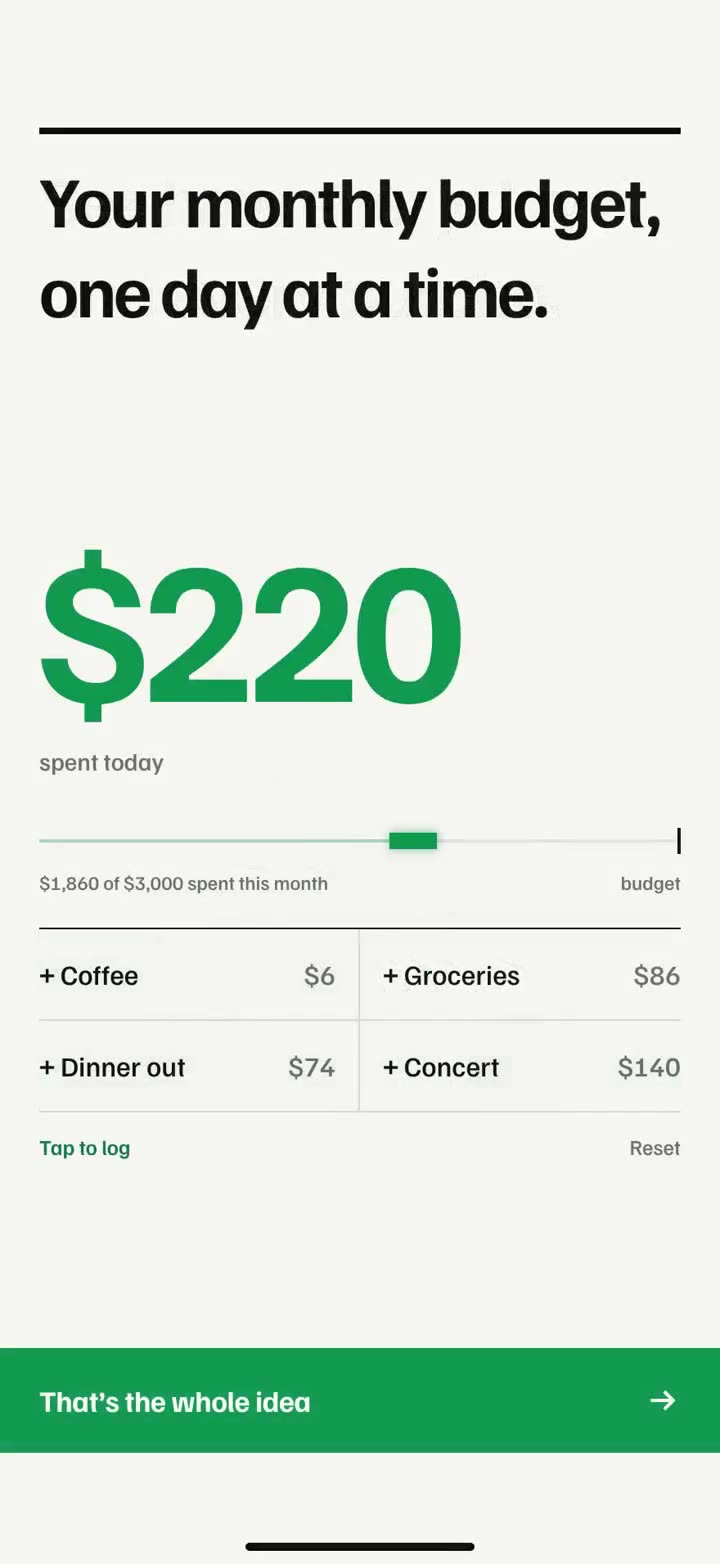 Your monthly budget,
one day at a time.
$220
spent today
$1,860 of $3,000 spent this month
budget
+ Coffee $6
+ Groceries $86
+ Dinner out $74
+ Concert $140
Tap to log
Reset
That’s the whole idea →